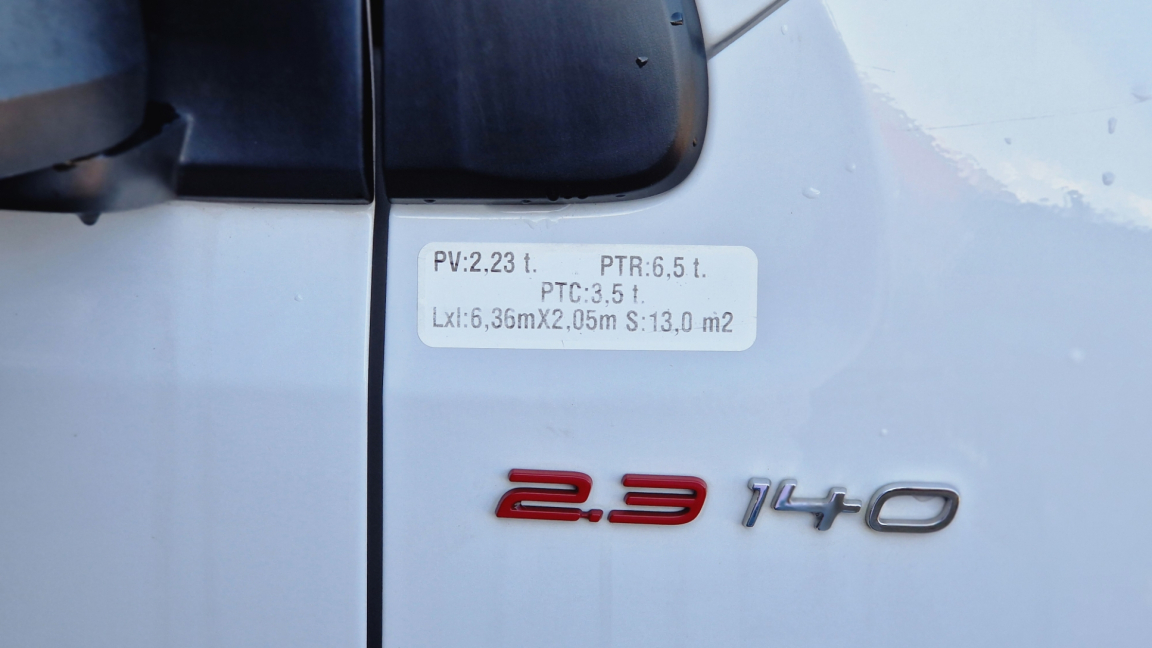 PV:2,23 t. PTR:6,5 t.
PTC:3,5 t.
Lxl:6,36mX2,05m S:13,0 m2
2.3 140